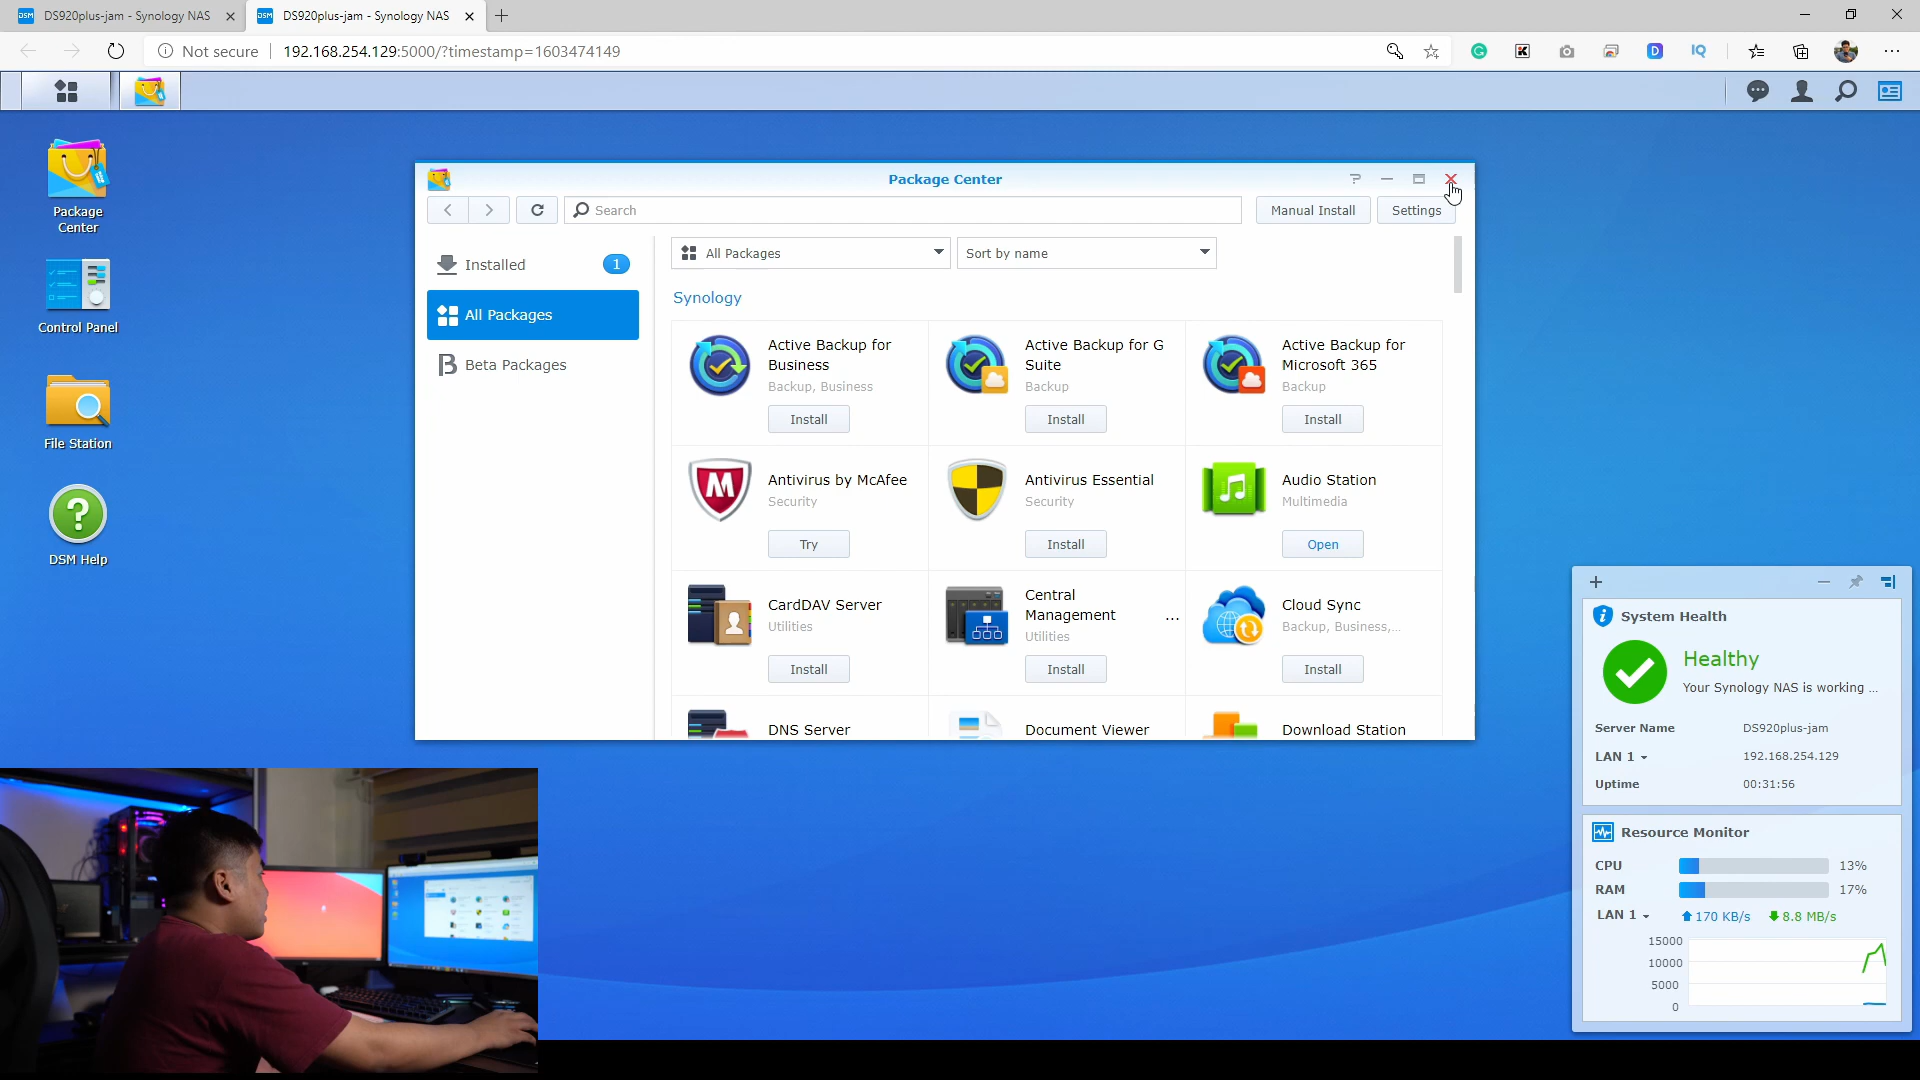 DS920plus-jam - Synology NAS
DS920plus-jam - Synology NAS
Not secure
192.168.254.129:5000/?timestamp=1603474149
Package Center
Control Panel
File Station
DSM Help
Package Center
Search
Manual Install
Settings
Installed
1
All Packages
Beta Packages
All Packages
Sort by name
Synology
Active Backup for
Business
Backup, Business
Install
Active Backup for G
Suite
Backup
Install
Active Backup for
Microsoft 365
Backup
Install
Antivirus by McAfee
Security
Try
Antivirus Essential
Security
Install
Audio Station
Multimedia
Open
CardDAV Server
Utilities
Install
Central
Management ...
Utilities
Install
Cloud Sync
Backup, Business,...
Install
DNS Server
Document Viewer
Download Station
System Health
Healthy
Your Synology NAS is working ...
Server Name DS920plus-jam
LAN 1 192.168.254.129
Uptime 00:31:56
Resource Monitor
CPU 13%
RAM 17%
LAN 1 170 KB/s 8.8 MB/s
15000
10000
5000
0